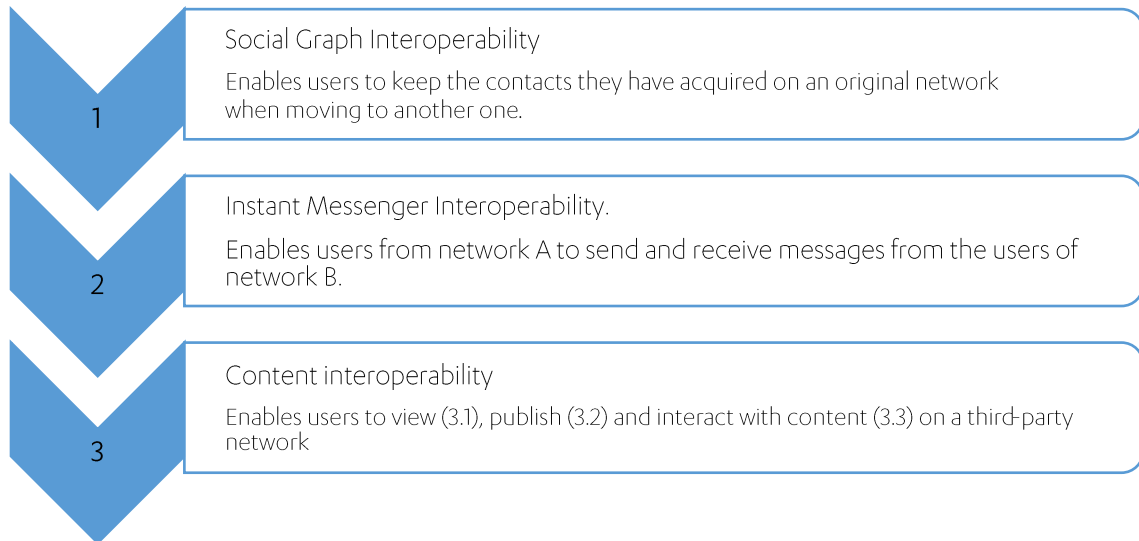 1
Social Graph Interoperability
Enables users to keep the contacts they have acquired on an original network
when moving to another one.
2
Instant Messenger Interoperability.
Enables users from network A to send and receive messages from the users of
network B.
3
Content interoperability
Enables users to view (3.1), publish (3.2) and interact with content (3.3) on a third-party
network